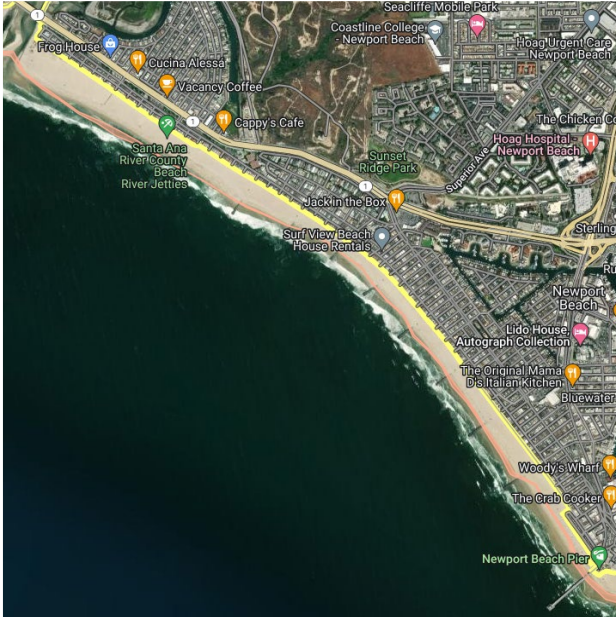 Seacliffe Mobile Park
1
Coastline College
- Newport Beach
Hoag Urgent Care
Newport Beach
Frog House
Cucina Alessa
Vacancy Coffee
Cappy's Cafe
1
The Chicken Co
Hoag Hospital -
Newport Beach
Santa Ana
River County
Beach
River Jetties
Sunset
Ridge Park
Superior Ave
1
Jack in the Box
Sterling
Surf View Beach
House Rentals
Ru
Newport
Beach
Lido House,
Autograph Collection
The Original Mama
D's Italian Kitchen
Bluewater
Woody's Wharf
The Crab Cooker
Newport Beach Pier